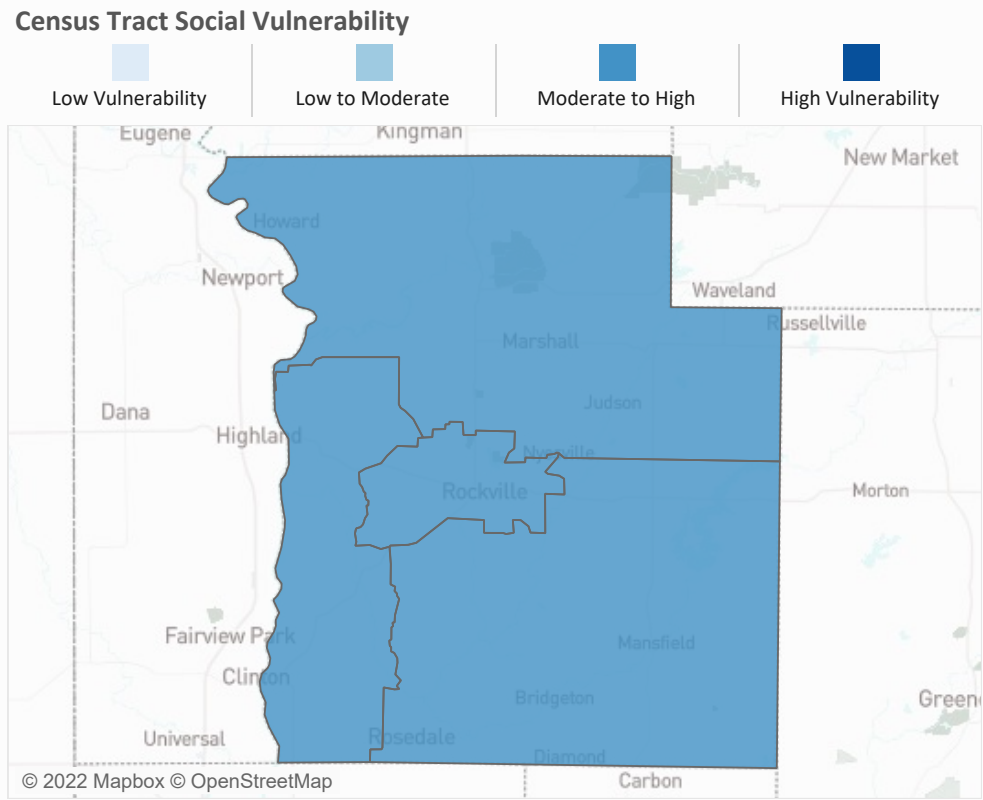 Census Tract Social Vulnerability
Low Vulnerability
Low to Moderate
Moderate to High
High Vulnerability
Eugene
Kingman
New Market
Howard
Newport
Waveland
Russellville
Marshall
Judson
Dana
Highland
Nyesville
Rockville
Morton
Fairview Park
Mansfield
Clinton
Bridgeton
Green
Universal
Rosedale
Diamond
Carbon
© 2022 Mapbox © OpenStreetMap